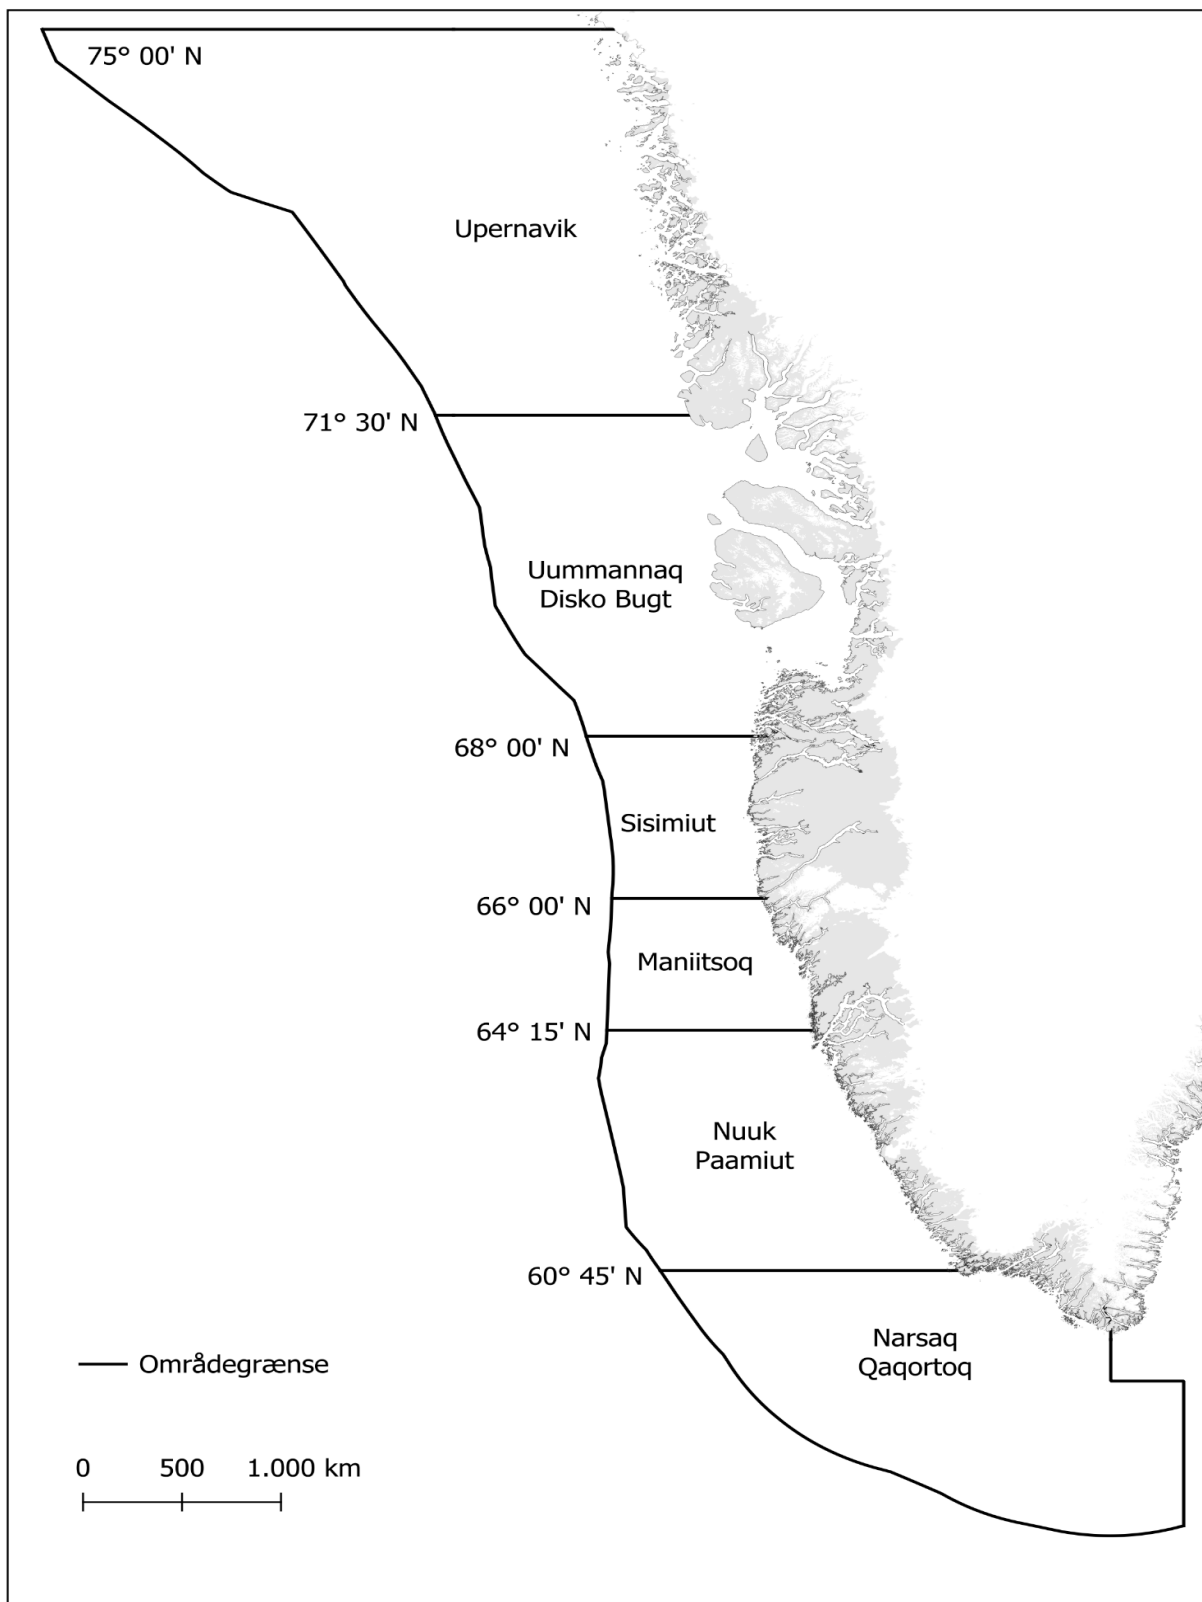 75° 00' N
Upernavik
71° 30' N
Uummannaq
Disko Bugt
68° 00' N
Sisimiut
66° 00' N
Maniitsoq
64° 15' N
Nuuk
Paamiut
60° 45' N
Narsaq
Qaqortoq
Områdegrænse
0 500 1.000 km